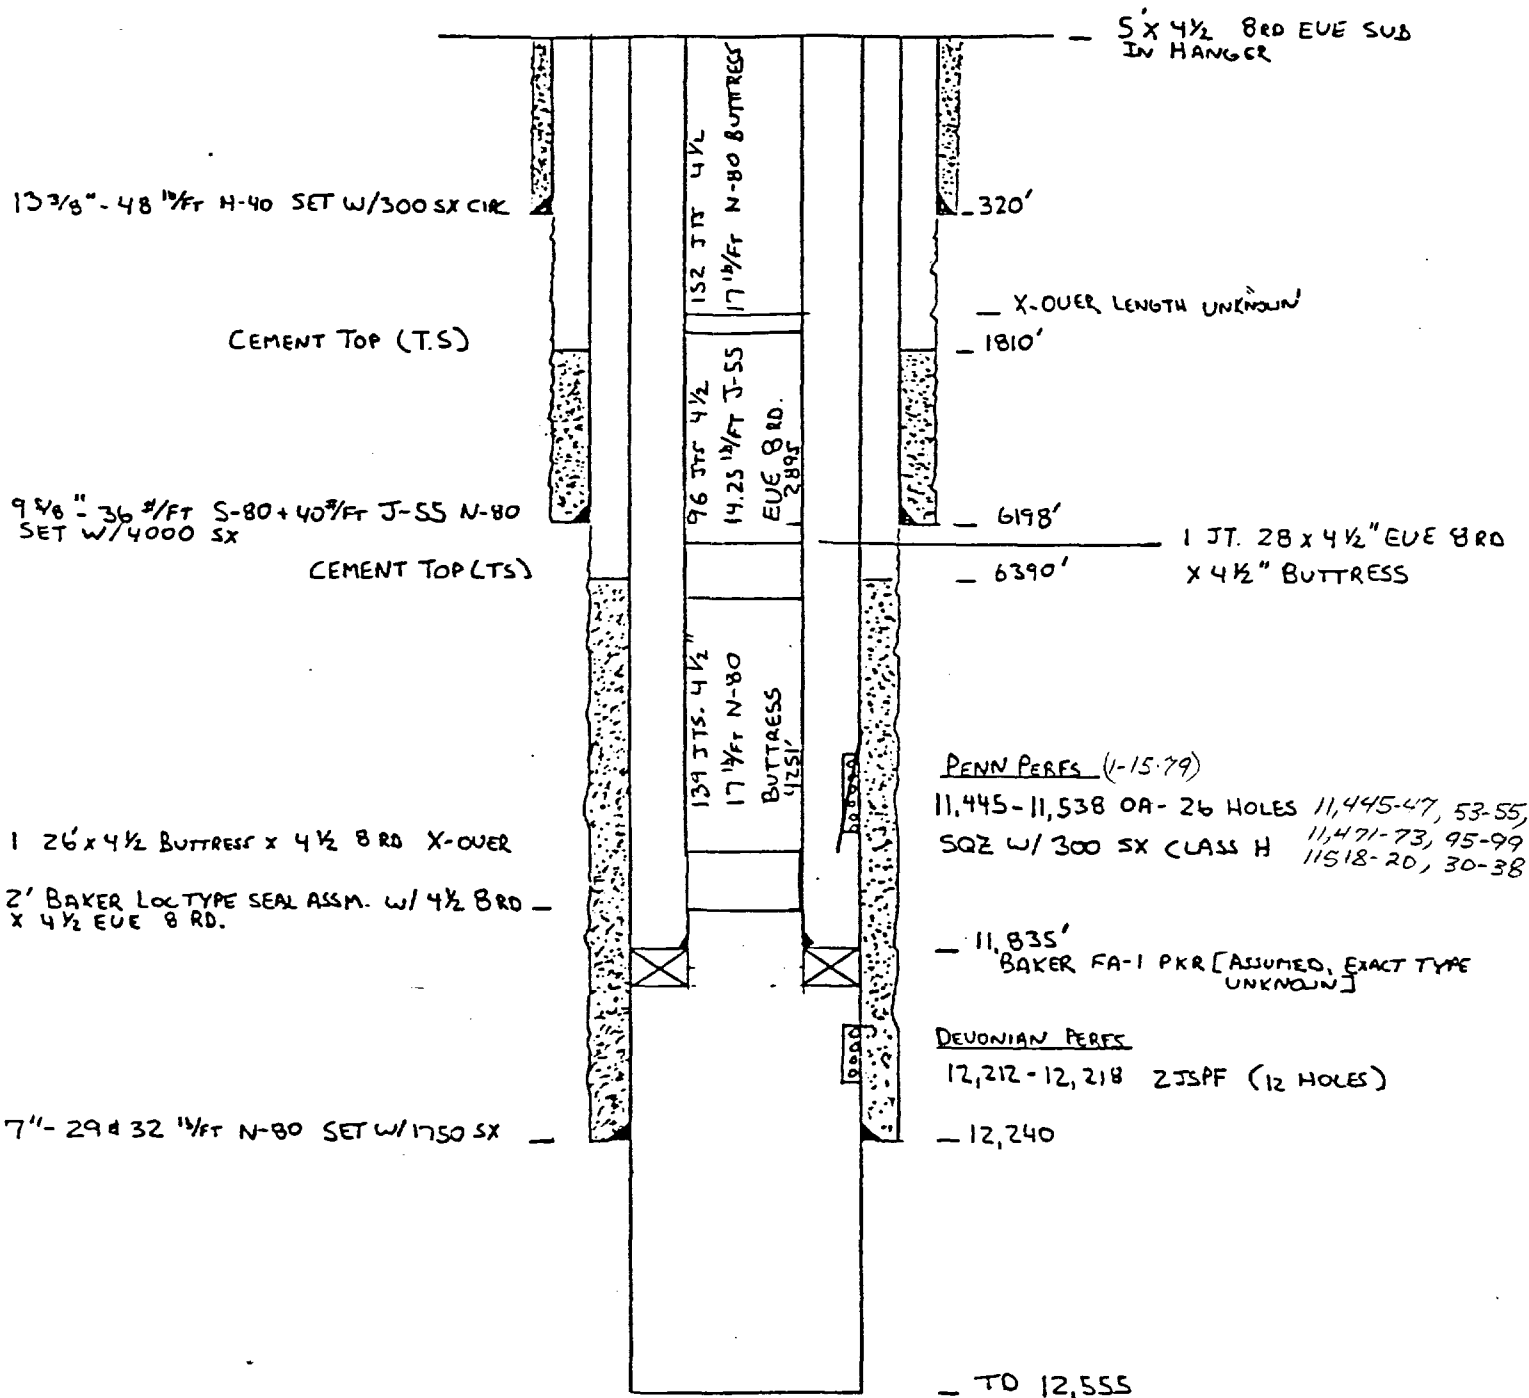 5' X 4½ 8RD EUE SUB
IN HANGER
152 JTS 4½
17 lb/FT N-80 BUTTRESS
13 3/8" - 48 lb/FT H-40 SET W/300 SX CIRC
320'
X-OVER LENGTH UNKNOWN
CEMENT TOP (T.S)
1810'
96 JTS 4½
14.25 lb/FT J-55
EUE 8 RD.
2895
9 5/8" - 36 #/FT S-80 + 40#/FT J-55 N-80
SET W/4000 SX
6198'
1 JT. 28 X 4½" EUE 8RD
X 4½" BUTTRESS
CEMENT TOP (TS)
6390'
139 JTS. 4½"
17 lb/FT N-80
BUTTRESS
4251'
PENN PERFS (1-15-79)
11,445-11,538 OA- 26 HOLES 11,445-47, 53-55,
SQZ W/ 300 SX CLASS H 11,471-73, 95-99
11518-20, 30-38
1 26' X 4½ BUTTRESS X 4½ 8 RD X-OVER
2' BAKER LOC TYPE SEAL ASSM. W/ 4½ 8RD
X 4½ EUE 8 RD.
11,835'
BAKER FA-1 PKR [ASSUMED, EXACT TYPE
UNKNOWN]
DEVONIAN PERFS
12,212-12,218 2JSPF (12 HOLES)
7" - 29 & 32 lb/FT N-80 SET W/1750 SX
12,240
TD 12,555